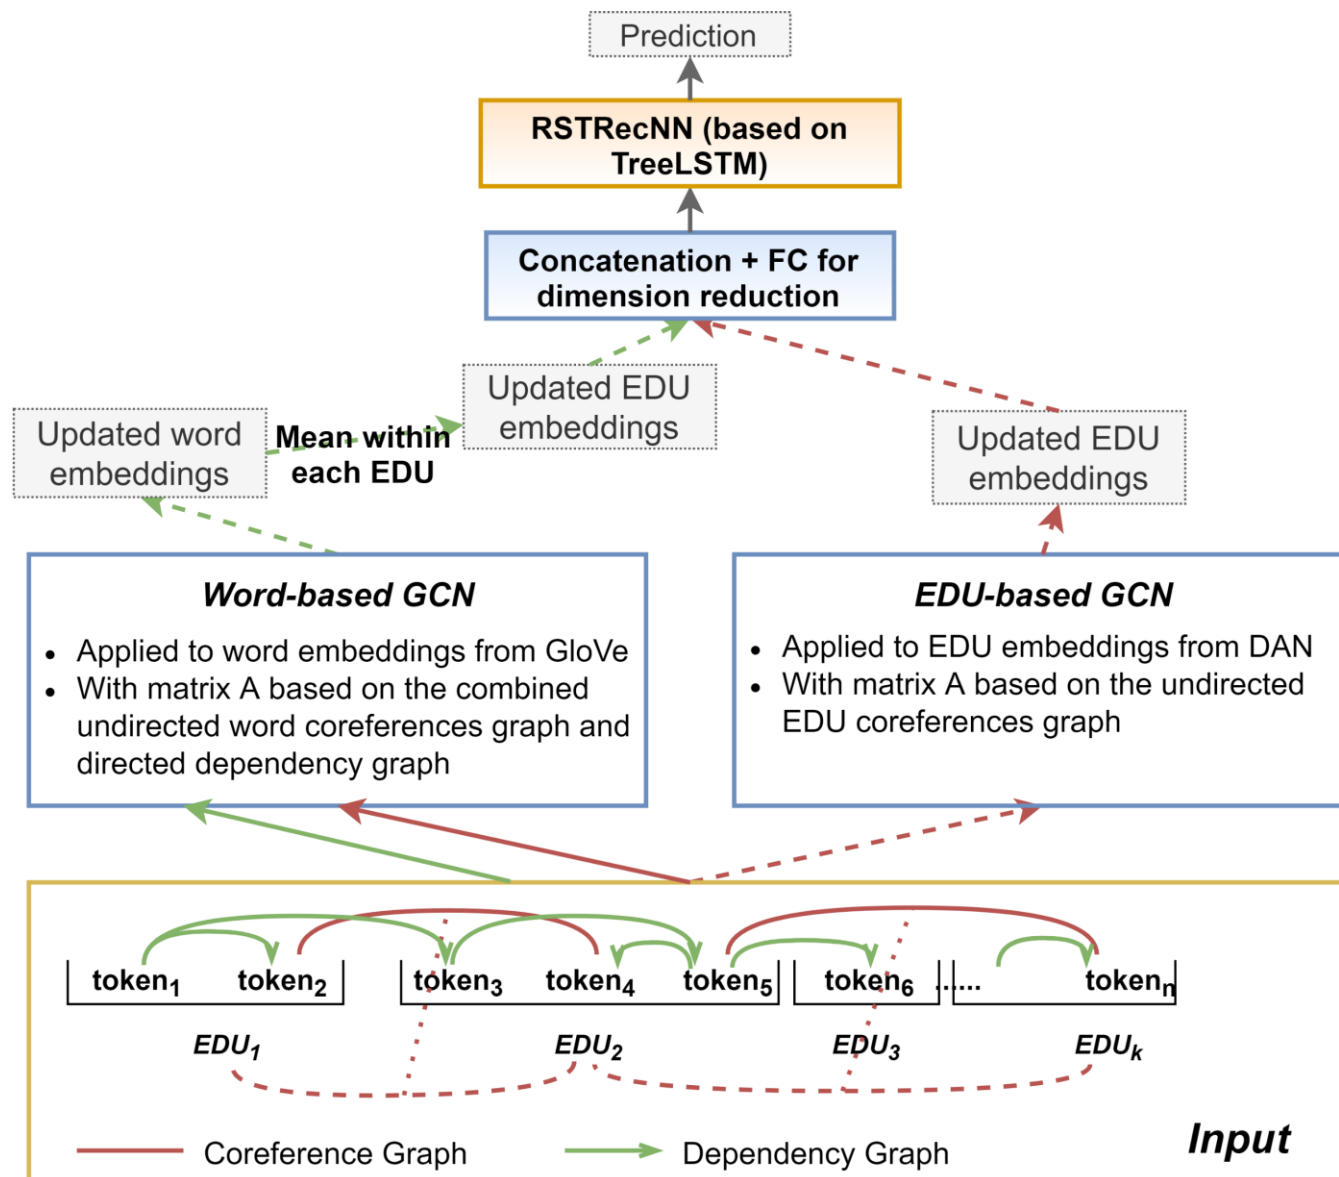 Prediction
RSTRecNN (based on
TreeLSTM)
Concatenation + FC for
dimension reduction
Updated EDU
embeddings
Updated word
embeddings
Mean within
each EDU
Updated EDU
embeddings
Word-based GCN
• Applied to word embeddings from GloVe
• With matrix A based on the combined
undirected word coreferences graph and
directed dependency graph
EDU-based GCN
• Applied to EDU embeddings from DAN
• With matrix A based on the undirected
EDU coreferences graph
token1 token2 token3 token4 token5 token6 ...... tokenn
EDU1 EDU2 EDU3 EDUk
Coreference Graph Dependency Graph
Input